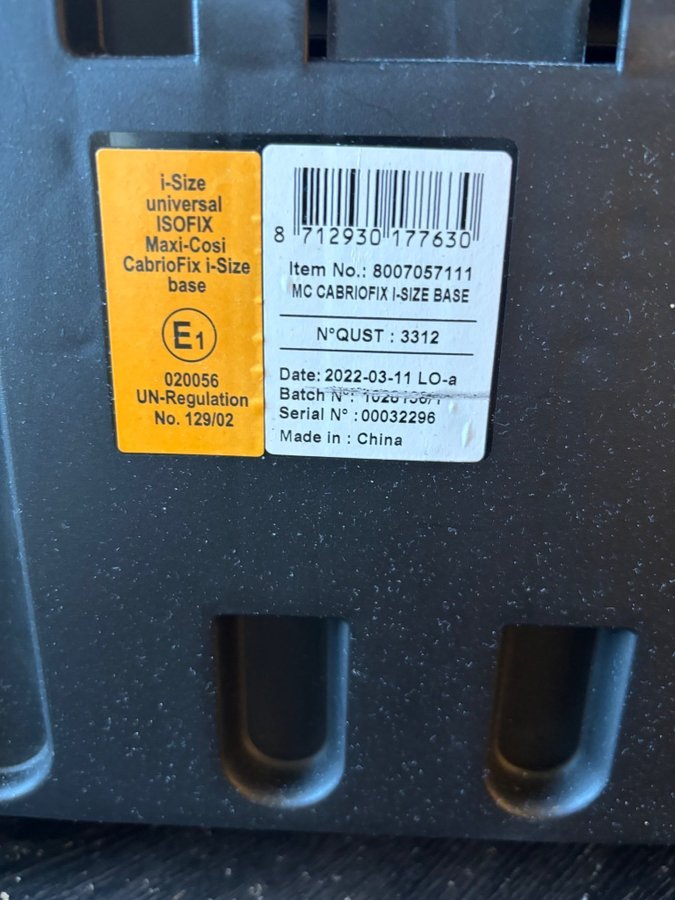 i-Size
universal
ISOFIX
Maxi-Cosi
CabrioFix i-Size
base
E1
020056
UN-Regulation
No. 129/02
8 712930 177630
Item No.: 8007057111
MC CABRIOFIX I-SIZE BASE
N°QUST : 3312
Date: 2022-03-11 LO-a
Batch N°:
Serial N° : 00032296
Made in : China